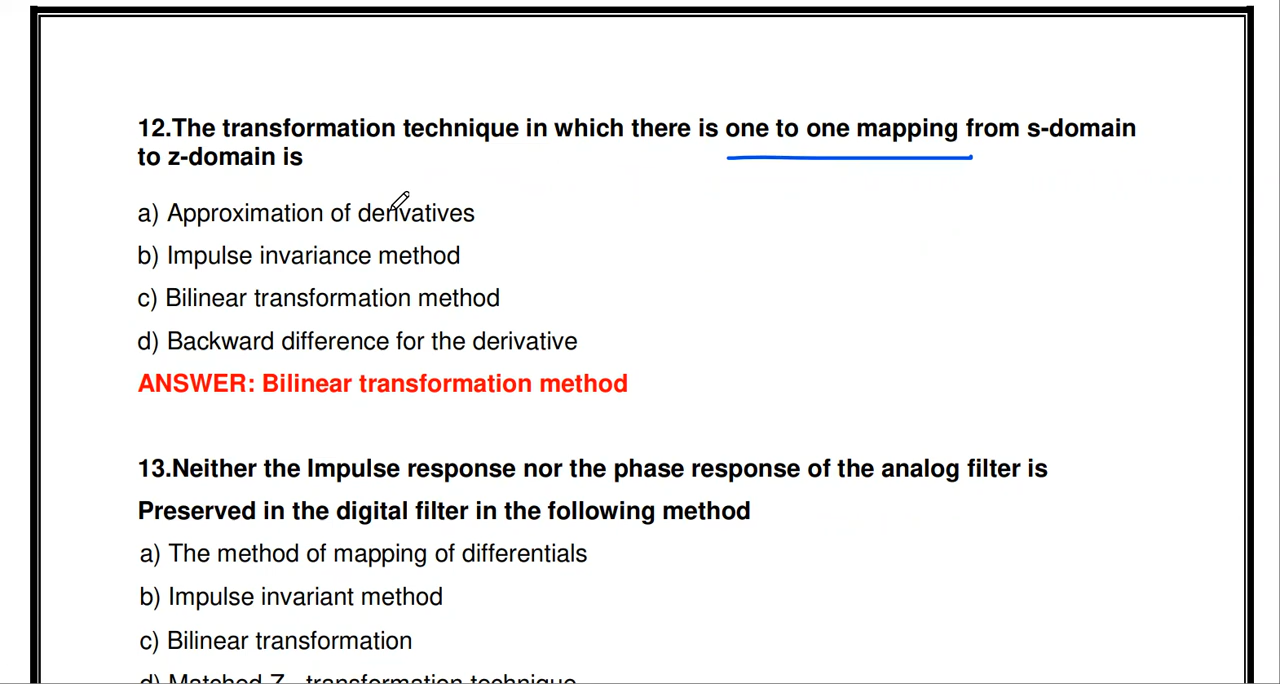 12.The transformation technique in which there is one to one mapping from s-domain
to z-domain is
a) Approximation of derivatives
b) Impulse invariance method
c) Bilinear transformation method
d) Backward difference for the derivative
ANSWER: Bilinear transformation method
13.Neither the Impulse response nor the phase response of the analog filter is
Preserved in the digital filter in the following method
a) The method of mapping of differentials
b) Impulse invariant method
c) Bilinear transformation
d) Matched Z - transformation technique